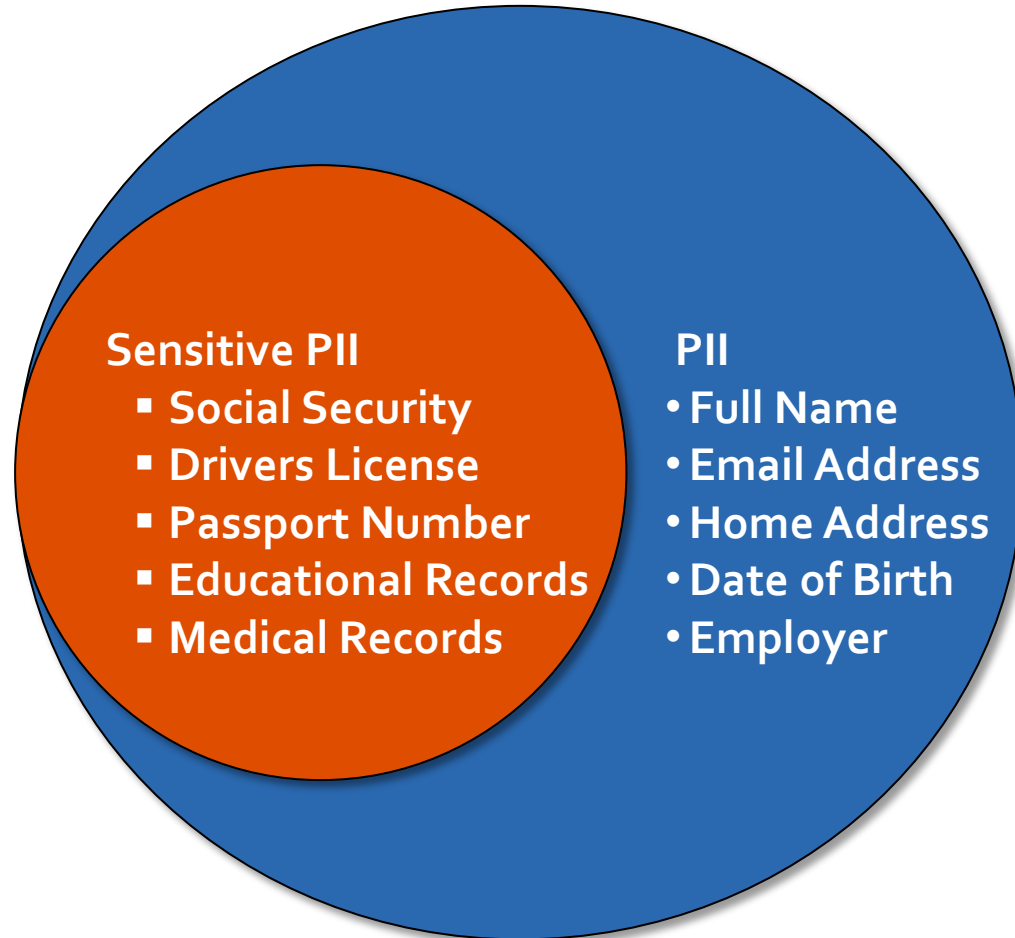 Sensitive PII
▪ Social Security
▪ Drivers License
▪ Passport Number
▪ Educational Records
▪ Medical Records
PII
• Full Name
• Email Address
• Home Address
• Date of Birth
• Employer